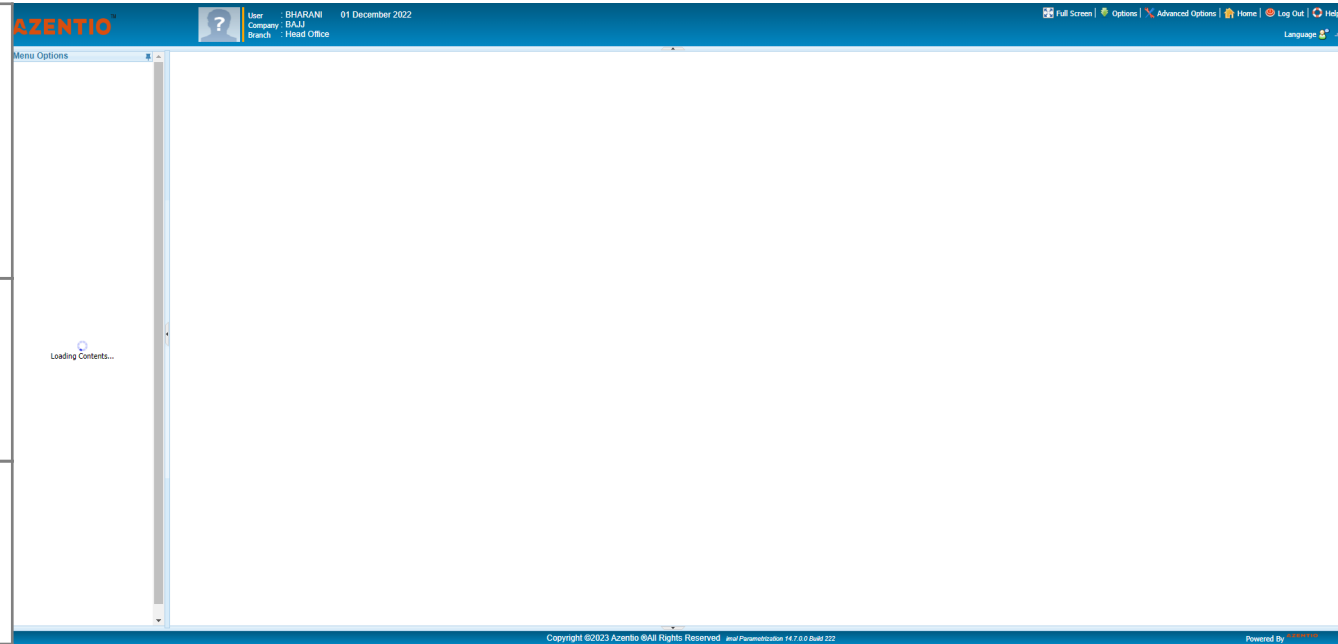 AZENTIO
User : BHARANI 01 December 2022
Company : BAJJ
Branch : Head Office
Full Screen | Options | Advanced Options | Home | Log Out | Help
Language
Menu Options
Loading Contents...
Copyright ©2023 Azentio ®All Rights Reserved imal Parametrization 14.7.0.0 Build 222
Powered By AZENTIO